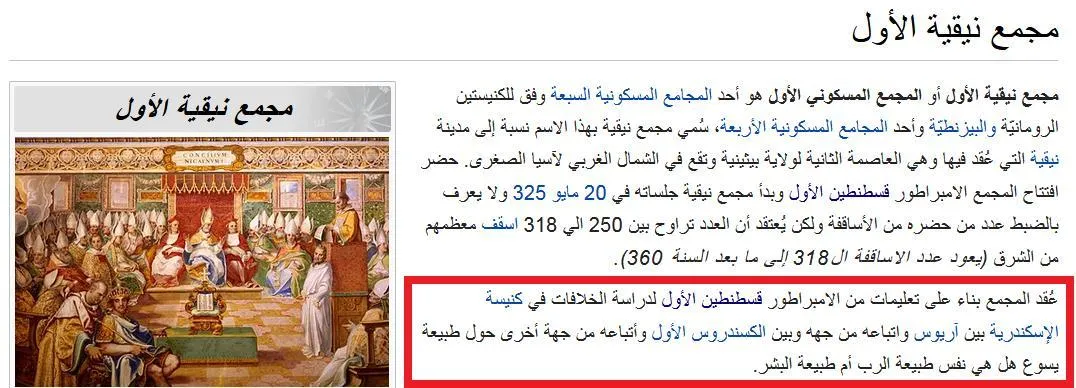 مجمع نيقية الأول
مجمع نيقية الأول
CONCILIVM
NICAENVM I
مجمع نيقية الأول أو المجمع المسكوني الأول هو أحد المجامع المسكونية السبعة وفق للكنيستين
الرومانيّة والبيزنطيّة وأحد المجامع المسكونية الأربعة، سُمي مجمع نيقية بهذا الاسم نسبة إلى مدينة
نيقية التي عُقد فيها وهي العاصمة الثانية لولاية بيثينية وتقع في الشمال الغربي لآسيا الصغرى. حضر
افتتاح المجمع الامبراطور قسطنطين الأول وبدأ مجمع نيقية جلساته في 20 مايو 325 ولا يعرف
بالضبط عدد من حضره من الأساقفة ولكن يُعتقد أن العدد تراوح بين 250 الي 318 اسقف معظمهم
من الشرق (يعود عدد الاساقفة ال318 إلى ما بعد السنة 360).
عُقد المجمع بناء على تعليمات من الامبراطور قسطنطين الأول لدراسة الخلافات في كنيسة
الإسكندرية بين آريوس واتباعه من جهه وبين الكسندروس الأول وأتباعه من جهة أخرى حول طبيعة
يسوع هل هي نفس طبيعة الرب أم طبيعة البشر.